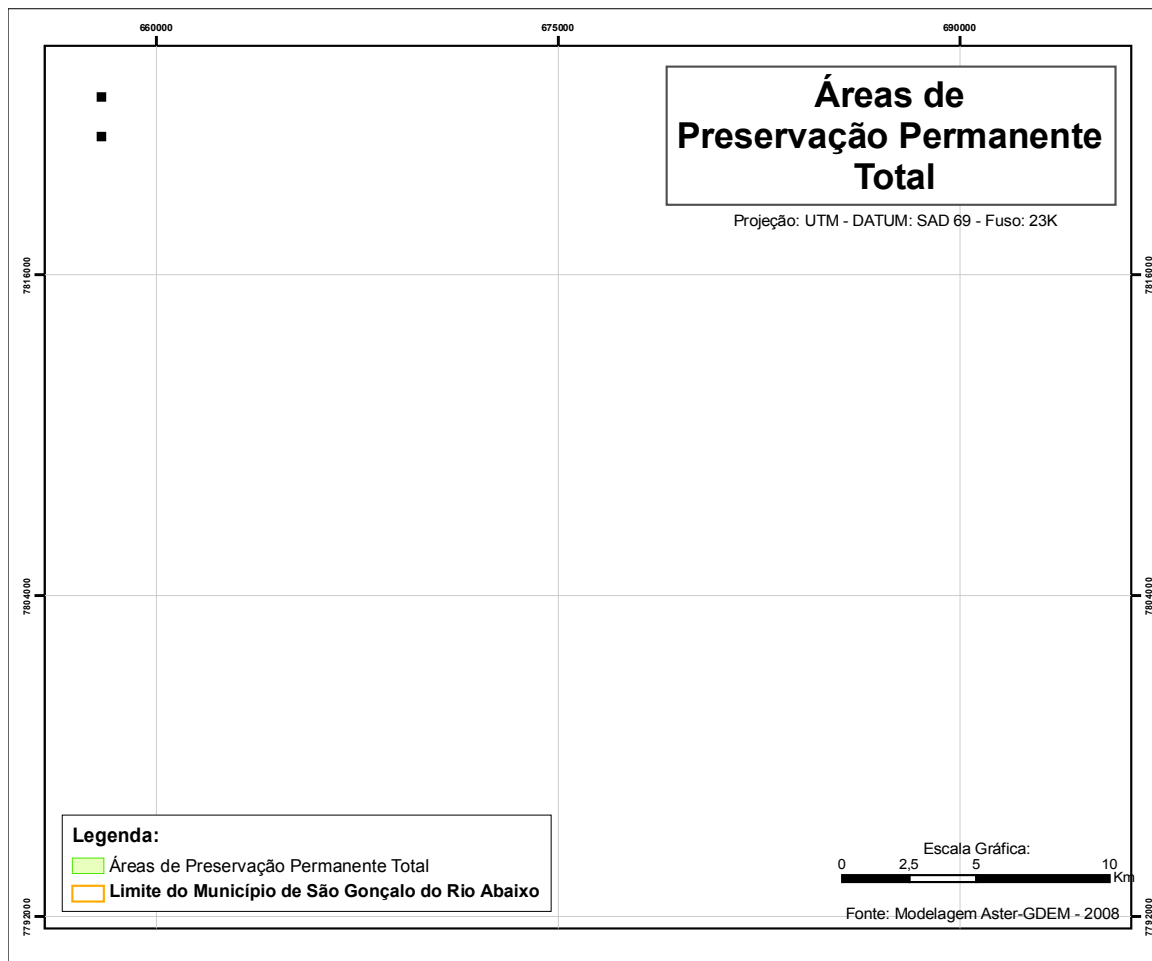 660000
675000
690000
Áreas de
Preservação Permanente
Total
Projeção: UTM - DATUM: SAD 69 - Fuso: 23K
7816000
7816000
7804000
7804000
Legenda:
Áreas de Preservação Permanente Total
Limite do Município de São Gonçalo do Rio Abaixo
Escala Gráfica:
0 2,5 5 10
Km
Fonte: Modelagem Aster-GDEM - 2008
7792000
7792000